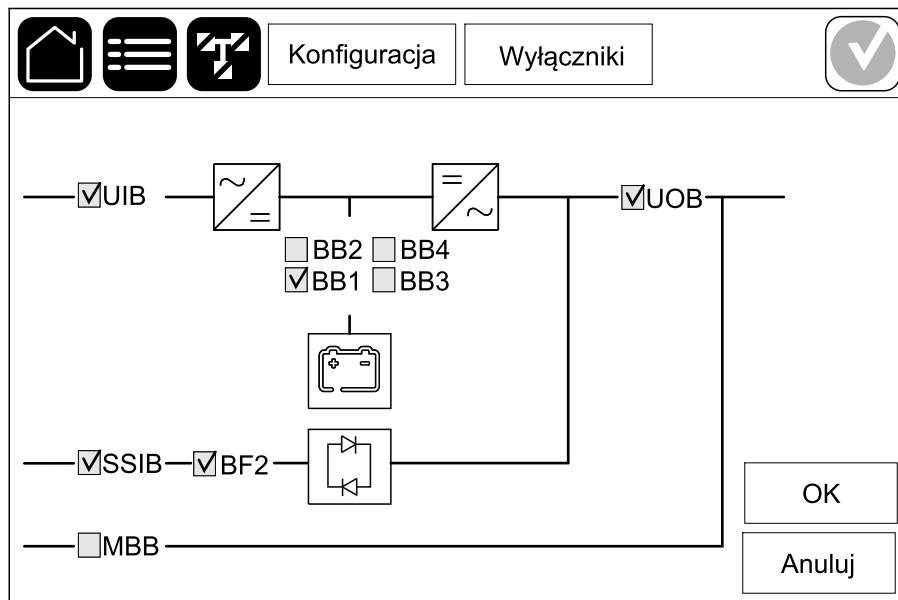 Konfiguracja Wyłączniki
UIB UOB
BB2 BB4
BB1 BB3
SSIB BF2
OK
MBB
Anuluj